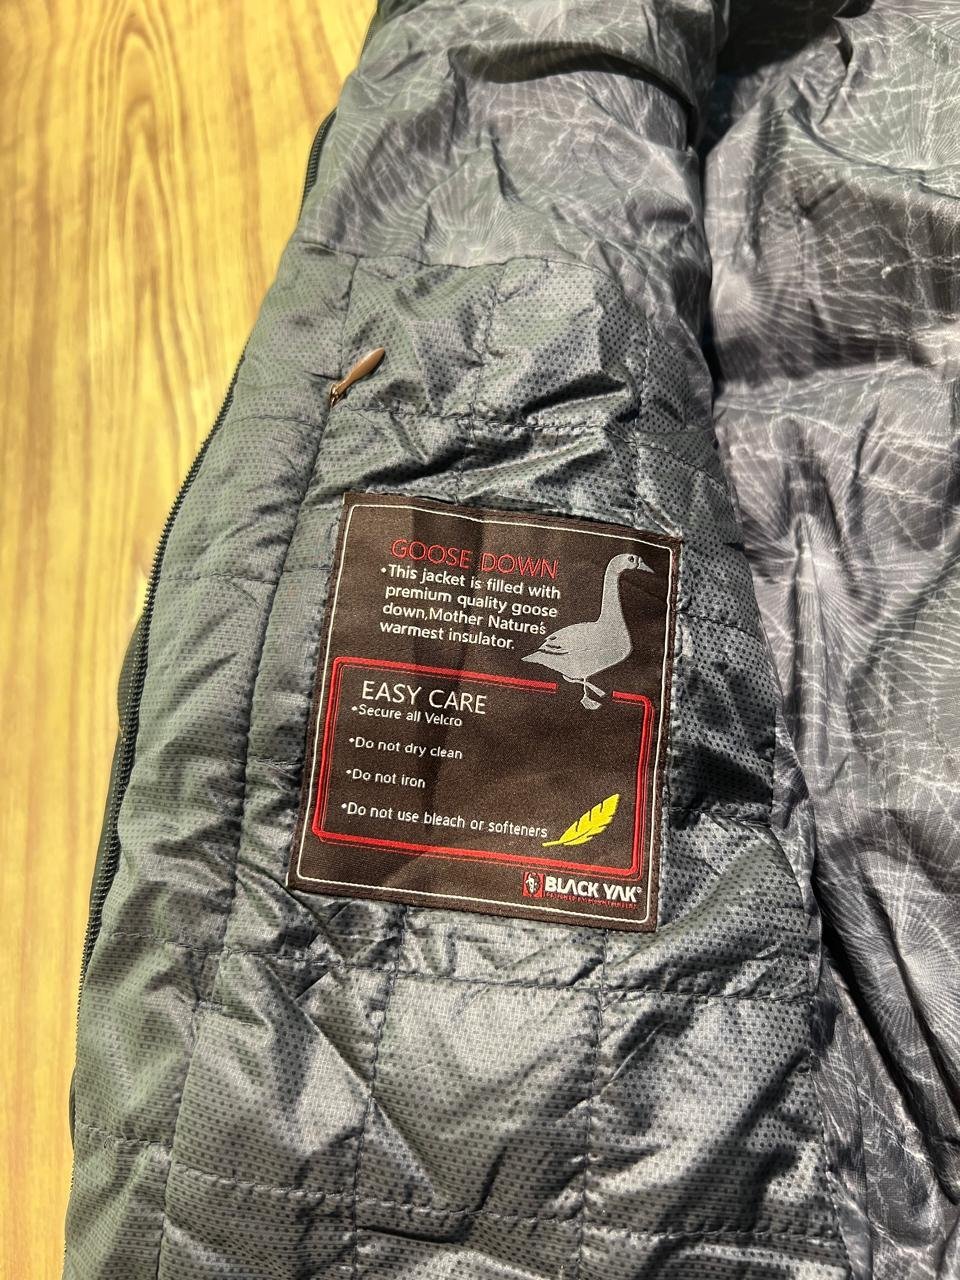 GOOSE DOWN
•This jacket is filled with
premium quality goose
down,Mother Nature's
warmest insulator.
EASY CARE
•Secure all Velcro
•Do not dry clean
•Do not iron
•Do not use bleach or softeners
BLACK YAK®